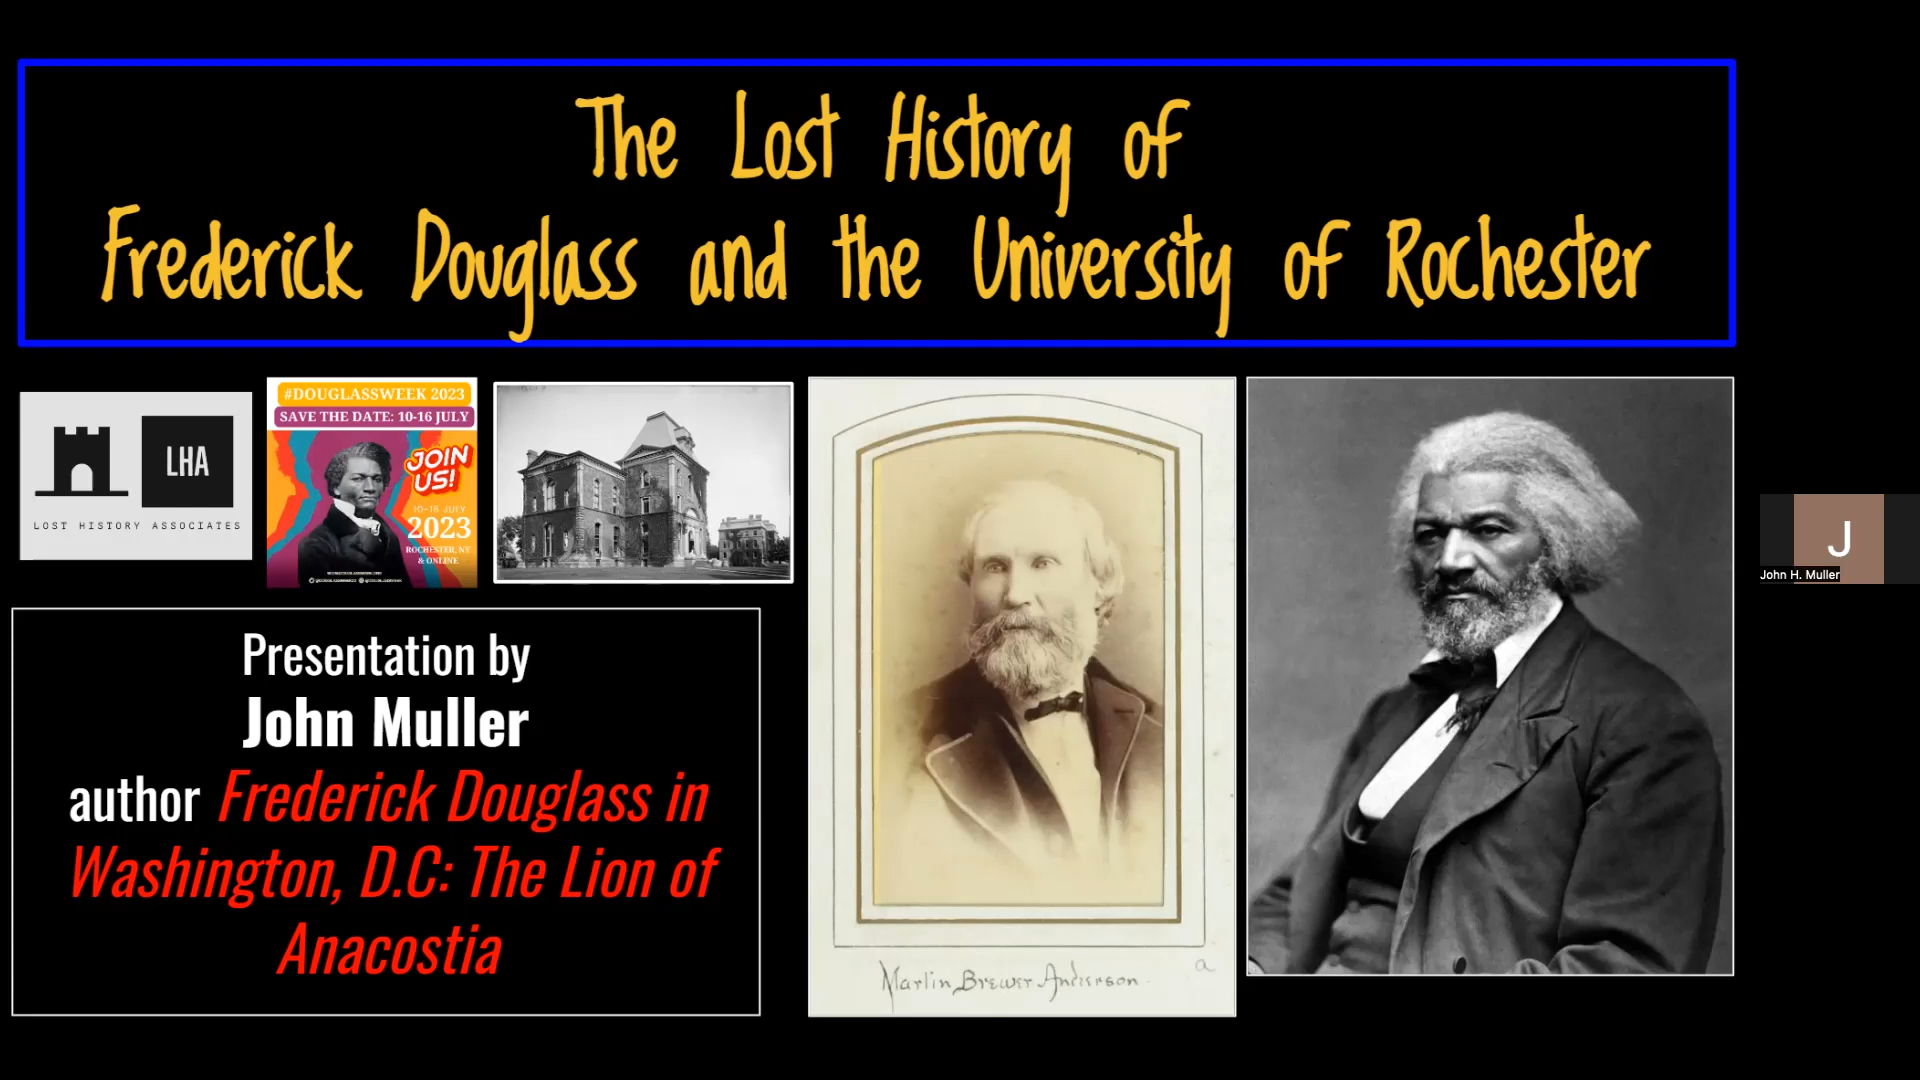 The Lost History of
Frederick Douglass and the University of Rochester
LHA
LOST HISTORY ASSOCIATES
#DOUGLASSWEEK 2023
SAVE THE DATE: 10-16 JULY
JOIN
US!
10-16 JULY
2023
ROCHESTER, NY
& ONLINE
Presentation by
John Muller
author Frederick Douglass in
Washington, D.C: The Lion of
Anacostia
Martin Brewer Anderson.
a
J
John H. Muller